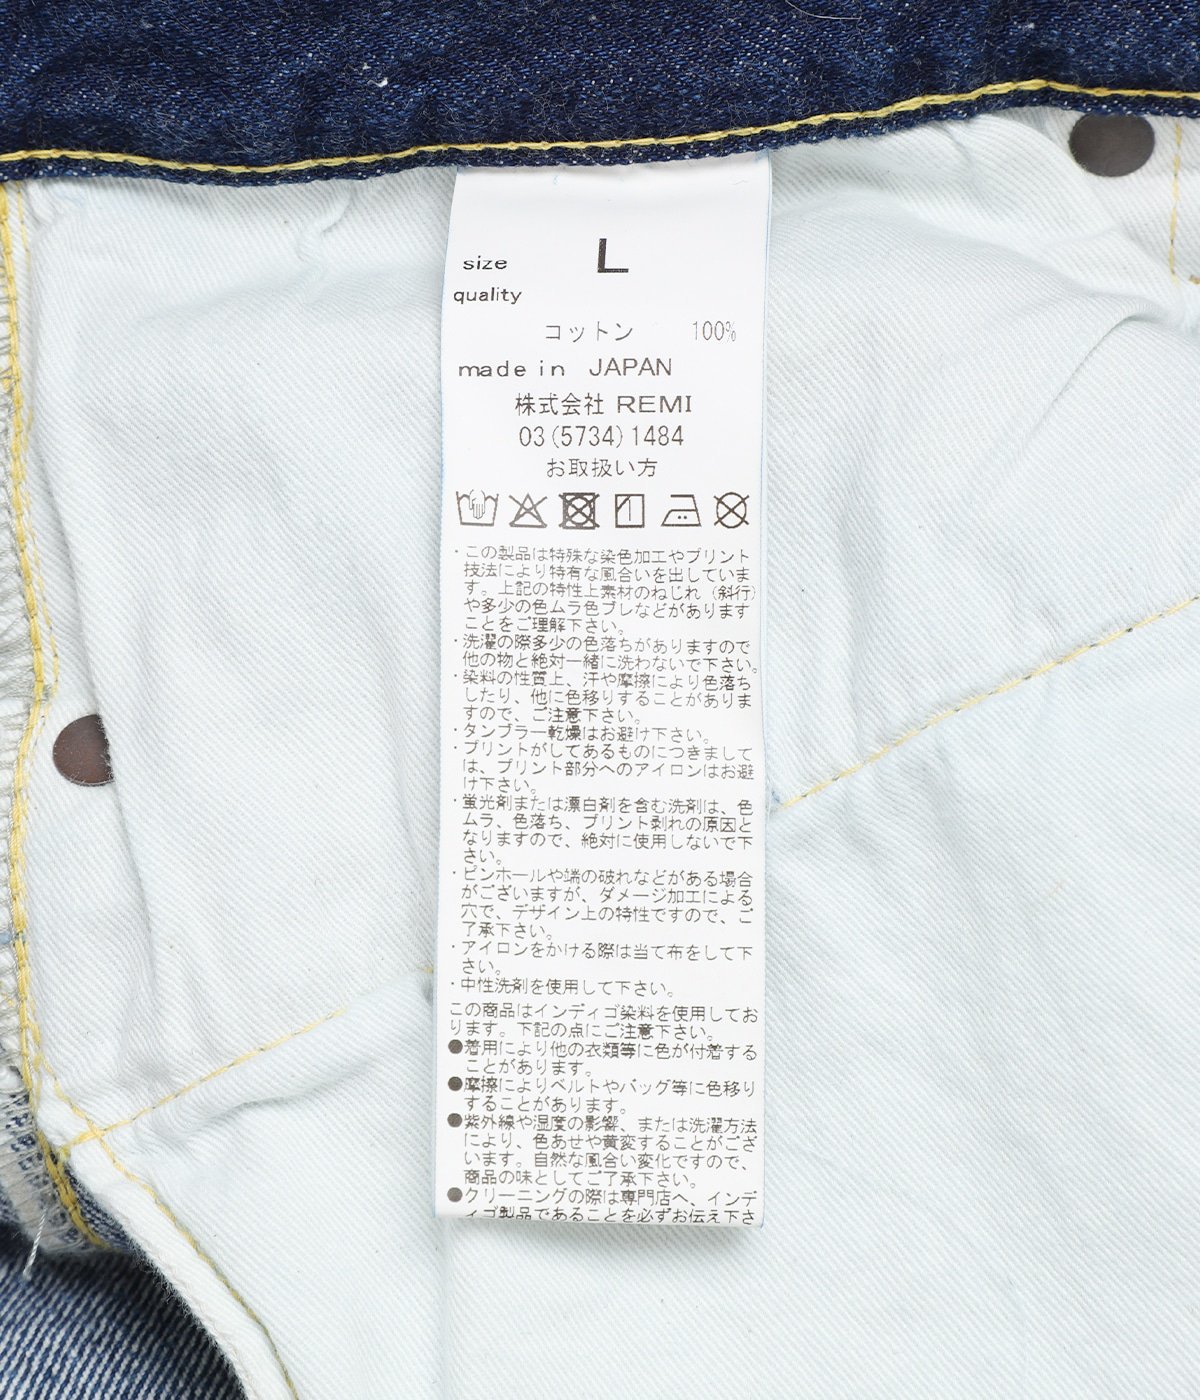 size L
quality
コットン 100%
made in JAPAN
株式会社 REMI
03(5734)1484
お取扱い方
・この製品は特殊な染色加工やプリント
技法により特有な風合いを出していま
す。上記の特性上素材のねじれ（斜行）
や多少の色ムラ色ブレなどがあります
ことをご理解下さい。
・洗濯の際多少の色落ちがありますので
他の物と絶対一緒に洗わないで下さい。
・染料の性質上、汗や摩擦により色落ち
したり、他に色移りすることがありま
すので、ご注意下さい。
・タンブラー乾燥はお避け下さい。
・プリントがしてあるものにつきまして
は、プリント部分へのアイロンはお避
け下さい。
・蛍光剤または漂白剤を含む洗剤は、色
ムラ、色落ち、プリント剥れの原因と
なりますので、絶対に使用しないで下
さい。
・ピンホールや端の破れなどがある場合
がございますが、ダメージ加工による
穴で、デザイン上の特性ですので、ご
了承下さい。
・アイロンをかける際は当て布をして下
さい。
・中性洗剤を使用して下さい。
この商品はインディゴ染料を使用してお
ります。下記の点にご注意下さい。
●着用により他の衣類等に色が付着する
ことがあります。
●摩擦によりベルトやバッグ等に色移り
することがあります。
●紫外線や湿度の影響、または洗濯方法
により、色あせや黄変することがござ
います。自然な風合い変化ですので、
商品の味としてご了承下さい。
●クリーニングの際は専門店へ、インデ
ィゴ製品であることを必ずお伝え下さ